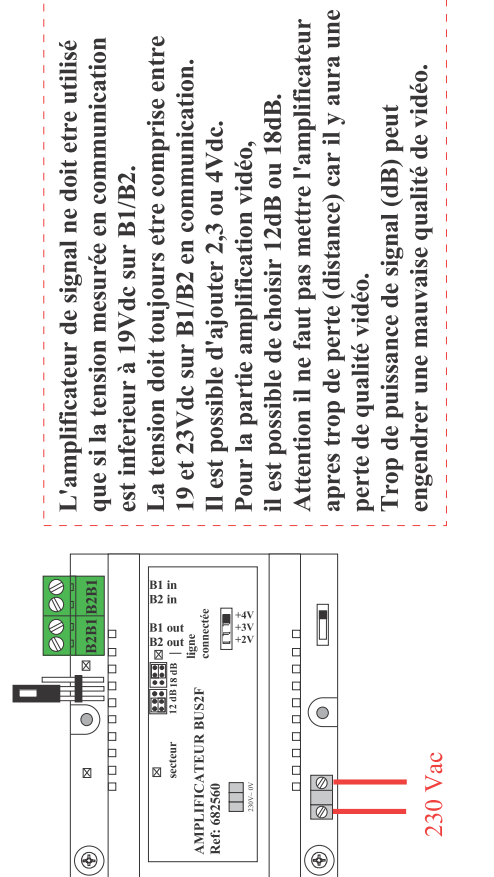 L'amplificateur de signal ne doit etre utilisé
que si la tension mesurée en communication
est inferieur à 19Vdc sur B1/B2.
La tension doit toujours etre comprise entre
19 et 23Vdc sur B1/B2 en communication.
Il est possible d'ajouter 2,3 ou 4Vdc.
Pour la partie amplification vidéo,
il est possible de choisir 12dB ou 18dB.
Attention il ne faut pas mettre l'amplificateur
apres trop de perte (distance) car il y aura une
perte de qualité vidéo.
Trop de puissance de signal (dB) peut
engendrer une mauvaise qualité de vidéo.
B2B1 B2B1
B1 in
B2 in
B1 out
B2 out
ligne
connectée
+4V
+3V
+2V
12 dB 18 dB
secteur
AMPLIFICATEUR BUS2F
Ref: 682560
230V~ 0V
230 Vac